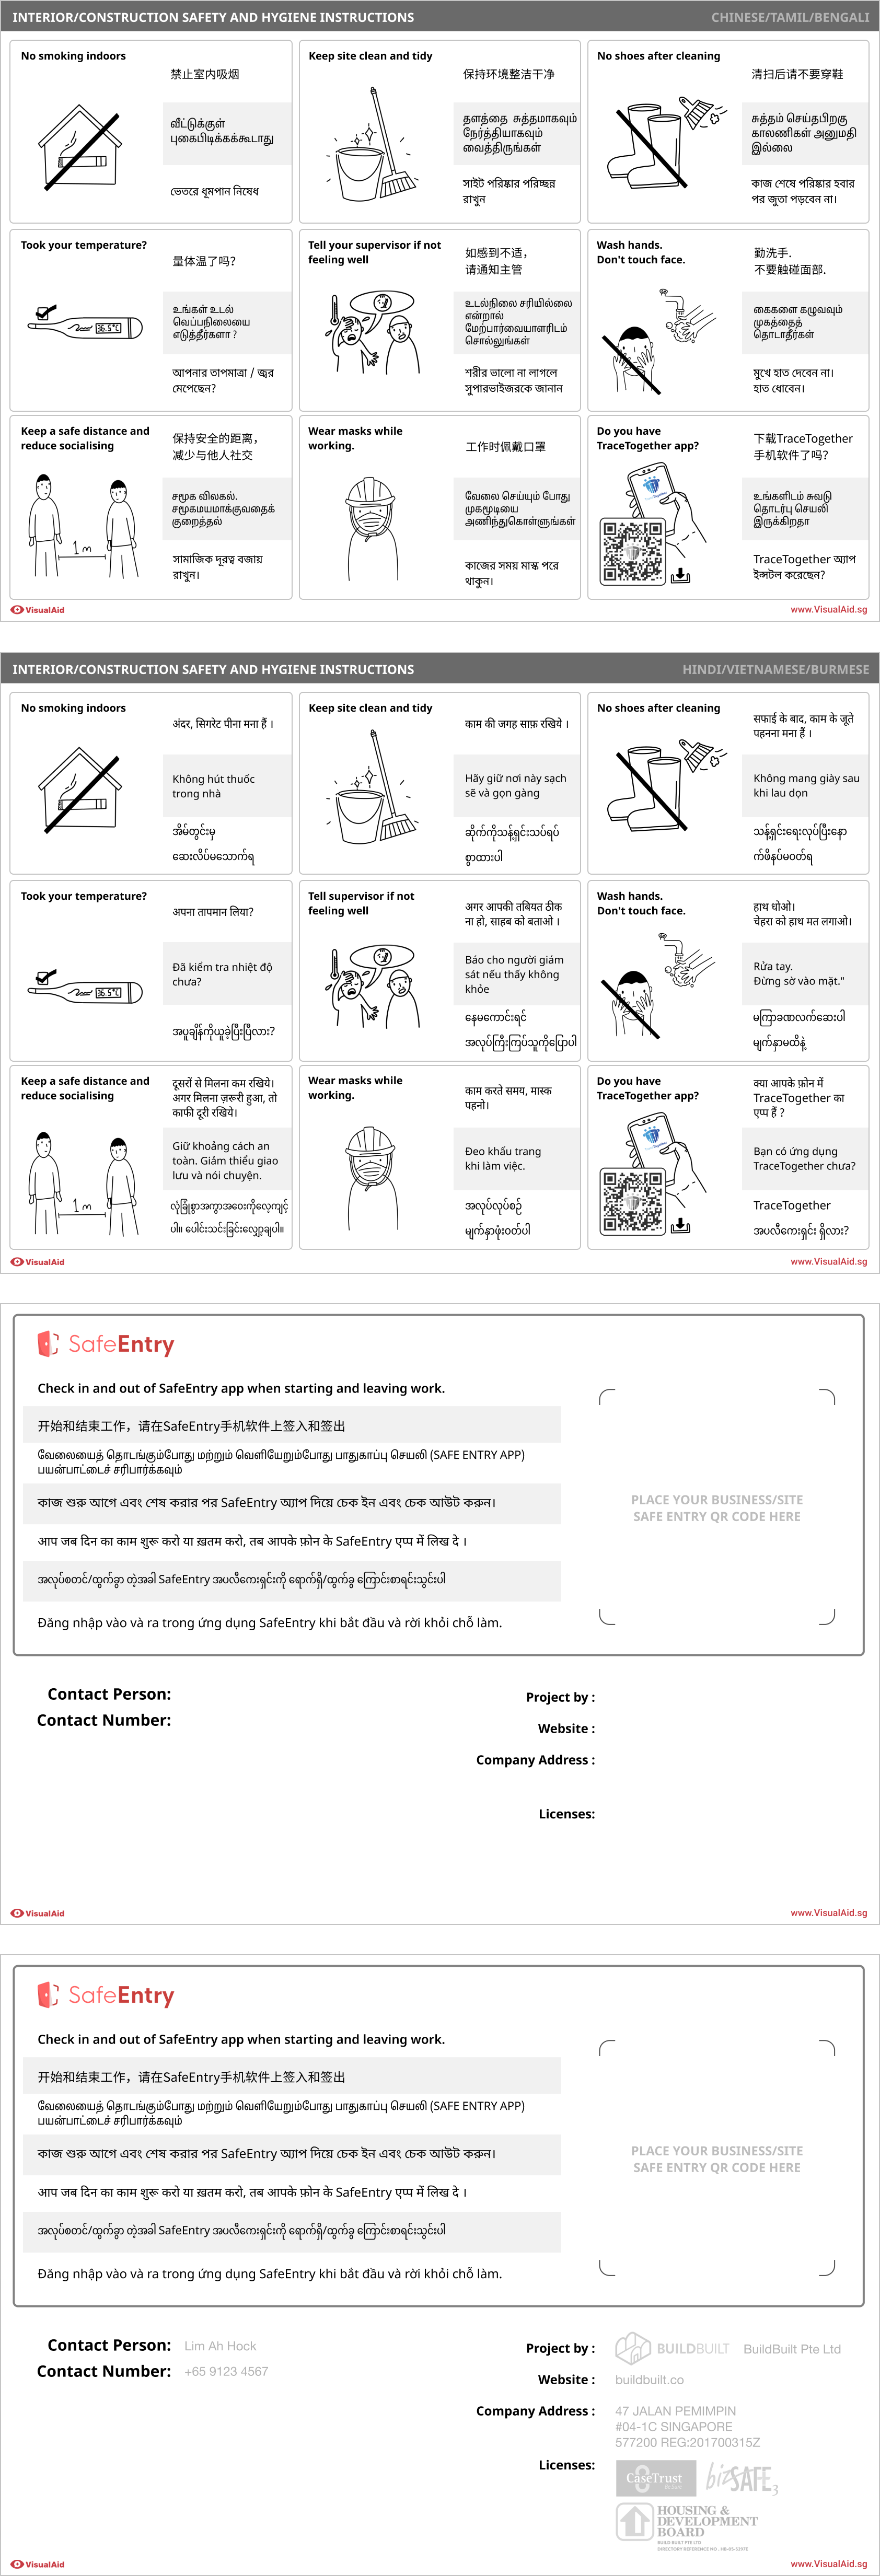 INTERIOR/CONSTRUCTION SAFETY AND HYGIENE INSTRUCTIONS
CHINESE/TAMIL/BENGALI
No smoking indoors
禁止室内吸烟
வீட்டுக்குள்
புகைபிடிக்கக்கூடாது
ভেতরে ধূমপান নিষেধ
Keep site clean and tidy
保持环境整洁干净
தளத்தை சுத்தமாகவும்
நேர்த்தியாகவும்
வைத்திருங்கள்
সাইট পরিষ্কার পরিচ্ছন্ন
রাখুন
No shoes after cleaning
清扫后请不要穿鞋
சுத்தம் செய்தபிறகு
காலணிகள் அனுமதி
இல்லை
কাজ শেষে পরিষ্কার হবার
পর জুতা পড়বেন না।
Took your temperature?
量体温了吗?
உங்கள் உடல்
வெப்பநிலையை
எடுத்தீர்களா ?
আপনার তাপমাত্রা / জ্বর
মেপেছেন?
36.5°C
Tell your supervisor if not
feeling well
如感到不适，
请通知主管
உடல்நிலை சரியில்லை
என்றால்
மேற்பார்வையாளரிடம்
சொல்லுங்கள்
শরীর ভালো না লাগলে
সুপারভাইজরকে জানান
Wash hands.
Don't touch face.
勤洗手.
不要触碰面部.
கைகளை கழுவவும்
முகத்தைத்
தொடாதீர்கள்
মুখে হাত দেবেন না।
হাত ধোবেন।
Keep a safe distance and
reduce socialising
保持安全的距离，
减少与他人社交
சமூக விலகல்.
சமூகமயமாக்குவதைக்
குறைத்தல்
সামাজিক দূরত্ব বজায়
রাখুন।
1m
Wear masks while
working.
工作时佩戴口罩
வேலை செய்யும் போது
முகமூடியை
அணிந்துகொள்ளுங்கள்
কাজের সময় মাস্ক পরে
থাকুন।
Do you have
TraceTogether app?
下载TraceTogether
手机软件了吗?
உங்களிடம் சுவடு
தொடர்பு செயலி
இருக்கிறதா
TraceTogether অ্যাপ
ইন্সটল করেছেন?
VisualAid
www.VisualAid.sg
INTERIOR/CONSTRUCTION SAFETY AND HYGIENE INSTRUCTIONS
HINDI/VIETNAMESE/BURMESE
No smoking indoors
अंदर, सिगरेट पीना मना हैं ।
Không hút thuốc
trong nhà
အိမ်တွင်းမှ
ဆေးလိပ်မသောက်ရ
Keep site clean and tidy
काम की जगह साफ़ रखिये ।
Hãy giữ nơi này sạch
sẽ và gọn gàng
ဆိုက်ကိုသန့်ရှင်းသပ်ရပ်
စွာထားပါ
No shoes after cleaning
सफाई के बाद, काम के जूते
पहनना मना हैं ।
Không mang giày sau
khi lau dọn
သန့်ရှင်းရေးလုပ်ပြီးနော
က်ဖိနပ်မဝတ်ရ
Took your temperature?
अपना तापमान लिया?
Đã kiểm tra nhiệt độ
chưa?
အပူချိန်ကိုယူခဲ့ပြီးပြီလား?
36.5°C
Tell supervisor if not
feeling well
अगर आपकी तबियत ठीक
ना हो, साहब को बताओ ।
Báo cho người giám
sát nếu thấy không
khỏe
နေမကောင်းရင်
အလုပ်ကြီးကြပ်သူကိုပြောပါ
Wash hands.
Don't touch face.
हाथ धोओ।
चेहरा को हाथ मत लगाओ।
Rửa tay.
Đừng sờ vào mặt."
မကြာခဏလက်ဆေးပါ
မျက်နှာမထိနဲ့
Keep a safe distance and
reduce socialising
दूसरों से मिलना कम रखिये।
अगर मिलना ज़रूरी हुआ, तो
काफी दूरी रखिये।
Giữ khoảng cách an
toàn. Giảm thiểu giao
lưu và nói chuyện.
လုံခြုံစွာအကွာအဝေးကိုလေ့ကျင့်
ပါ။ ပေါင်းသင်းခြင်းလျှော့ချပါ။
1m
Wear masks while
working.
काम करते समय, मास्क
पहनो।
Đeo khẩu trang
khi làm việc.
အလုပ်လုပ်စဉ်
မျက်နှာဖုံးဝတ်ပါ
Do you have
TraceTogether app?
क्या आपके फ़ोन में
TraceTogether का
एप्प हैं ?
Bạn có ứng dụng
TraceTogether chưa?
TraceTogether
အပလီကေးရှင်း ရှိလား?
VisualAid
www.VisualAid.sg
SafeEntry
Check in and out of SafeEntry app when starting and leaving work.
开始和结束工作，请在SafeEntry手机软件上签入和签出
வேலையைத் தொடங்கும்போது மற்றும் வெளியேறும்போது பாதுகாப்பு செயலி (SAFE ENTRY APP)
பயன்பாட்டைச் சரிபார்க்கவும்
কাজ শুরু আগে এবং শেষ করার পর SafeEntry অ্যাপ দিয়ে চেক ইন এবং চেক আউট করুন।
आप जब दिन का काम शुरू करो या ख़तम करो, तब आपके फ़ोन के SafeEntry एप्प में लिख दे ।
အလုပ်စတင်/ထွက်ခွာ တဲ့အခါ SafeEntry အပလီကေးရှင်းကို ရောက်ရှိ/ထွက်ခွ ကြောင်းစာရင်းသွင်းပါ
Đăng nhập vào và ra trong ứng dụng SafeEntry khi bắt đầu và rời khỏi chỗ làm.
PLACE YOUR BUSINESS/SITE
SAFE ENTRY QR CODE HERE
Contact Person:
Contact Number:
Project by :
Website :
Company Address :
Licenses:
VisualAid
www.VisualAid.sg
SafeEntry
Check in and out of SafeEntry app when starting and leaving work.
开始和结束工作，请在SafeEntry手机软件上签入和签出
வேலையைத் தொடங்கும்போது மற்றும் வெளியேறும்போது பாதுகாப்பு செயலி (SAFE ENTRY APP)
பயன்பாட்டைச் சரிபார்க்கவும்
কাজ শুরু আগে এবং শেষ করার পর SafeEntry অ্যাপ দিয়ে চেক ইন এবং চেক আউট করুন।
आप जब दिन का काम शुरू करो या ख़तम करो, तब आपके फ़ोन के SafeEntry एप्प में लिख दे ।
အလုပ်စတင်/ထွက်ခွာ တဲ့အခါ SafeEntry အပလီကေးရှင်းကို ရောက်ရှိ/ထွက်ခွ ကြောင်းစာရင်းသွင်းပါ
Đăng nhập vào và ra trong ứng dụng SafeEntry khi bắt đầu và rời khỏi chỗ làm.
PLACE YOUR BUSINESS/SITE
SAFE ENTRY QR CODE HERE
Contact Person: Lim Ah Hock
Contact Number: +65 9123 4567
Project by : BUILDBUILT BuildBuilt Pte Ltd
Website : buildbuilt.co
Company Address : 47 JALAN PEMIMPIN
#04-1C SINGAPORE
577200 REG:201700315Z
Licenses:
CaseTrust
bizSAFE 3
HOUSING &
DEVELOPMENT
BOARD
BUILD BUILT PTE LTD
VisualAid
www.VisualAid.sg